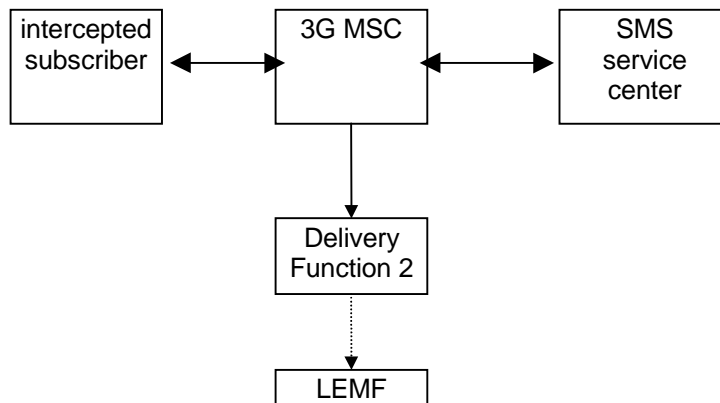 intercepted
subscriber
3G MSC
SMS
service
center
Delivery
Function 2
LEMF